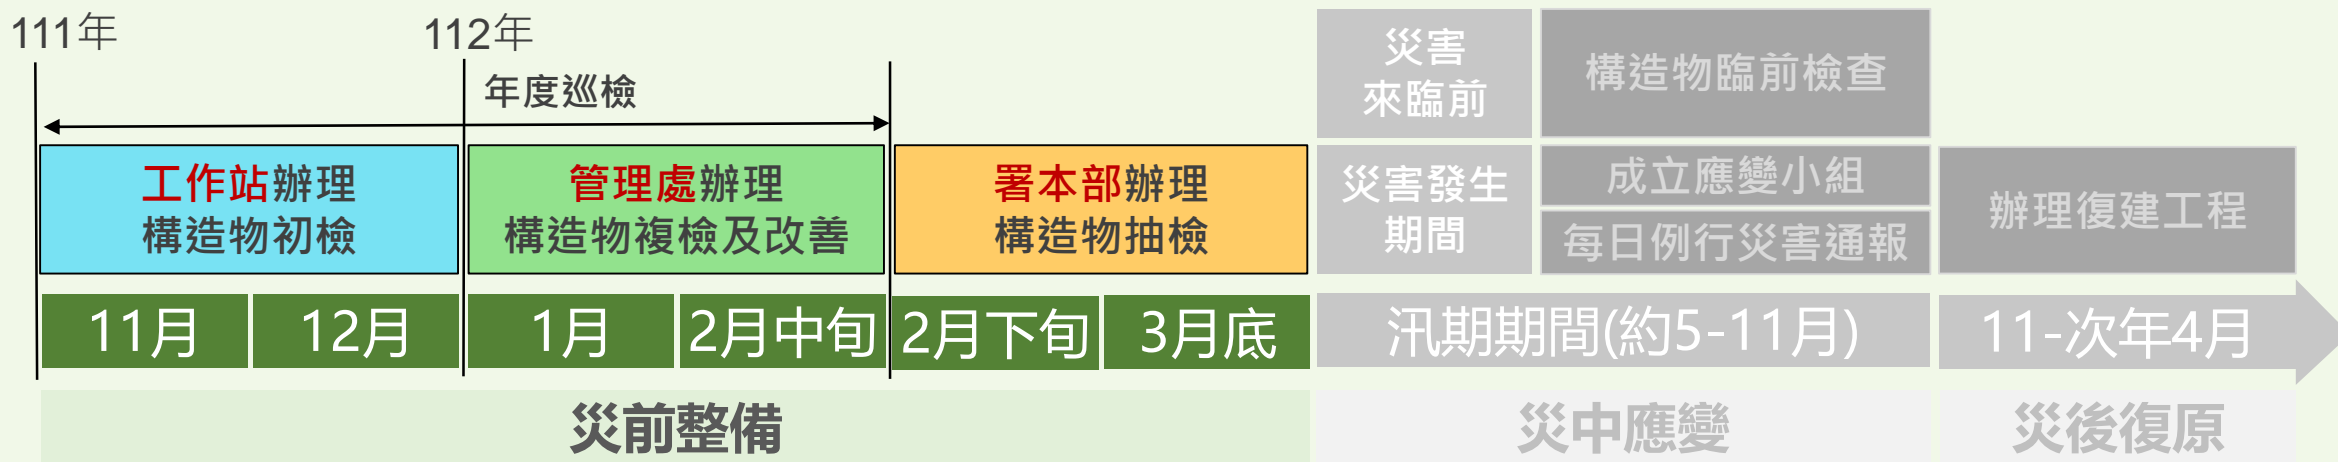 111年
112年
年度巡檢
工作站辦理
構造物初檢
管理處辦理
構造物複檢及改善
署本部辦理
構造物抽檢
災害
來臨前
構造物臨前檢查
災害發生
期間
成立應變小組
每日例行災害通報
辦理復建工程
11月
12月
1月
2月中旬
2月下旬
3月底
汛期期間(約5-11月)
11-次年4月
災前整備
災中應變
災後復原